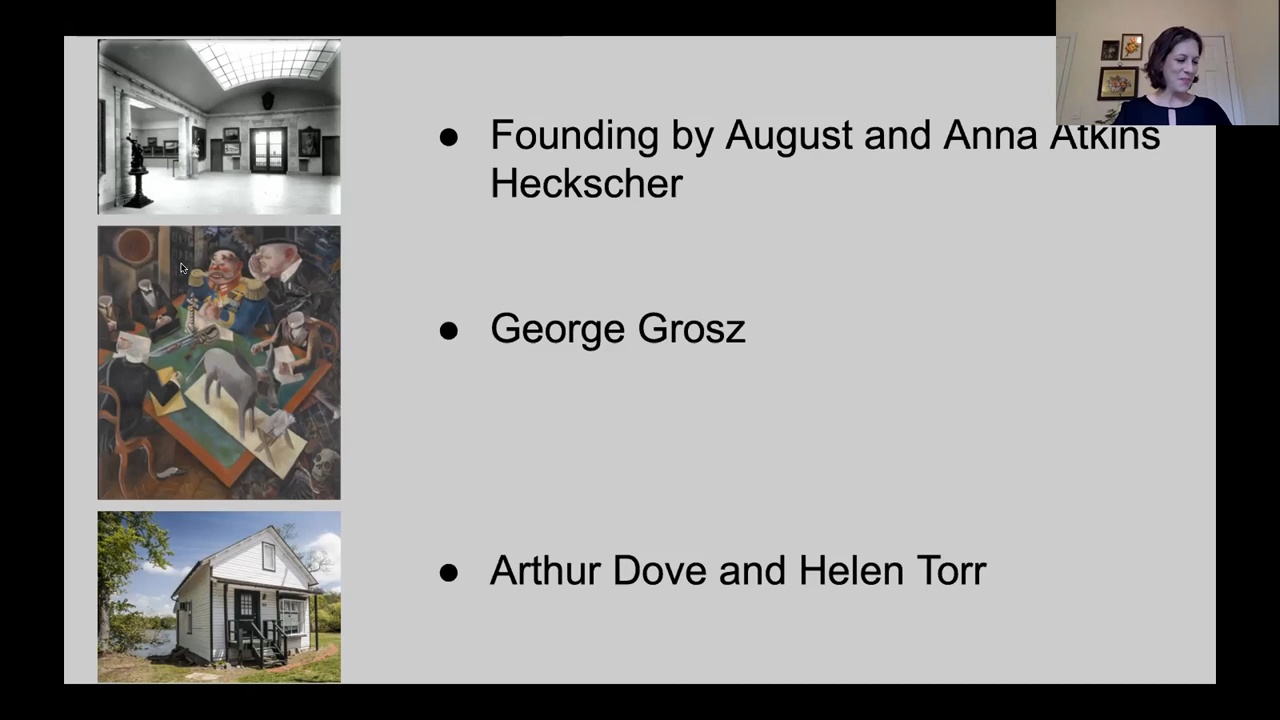 ● Founding by August and Anna Atkins
Heckscher
● George Grosz
● Arthur Dove and Helen Torr